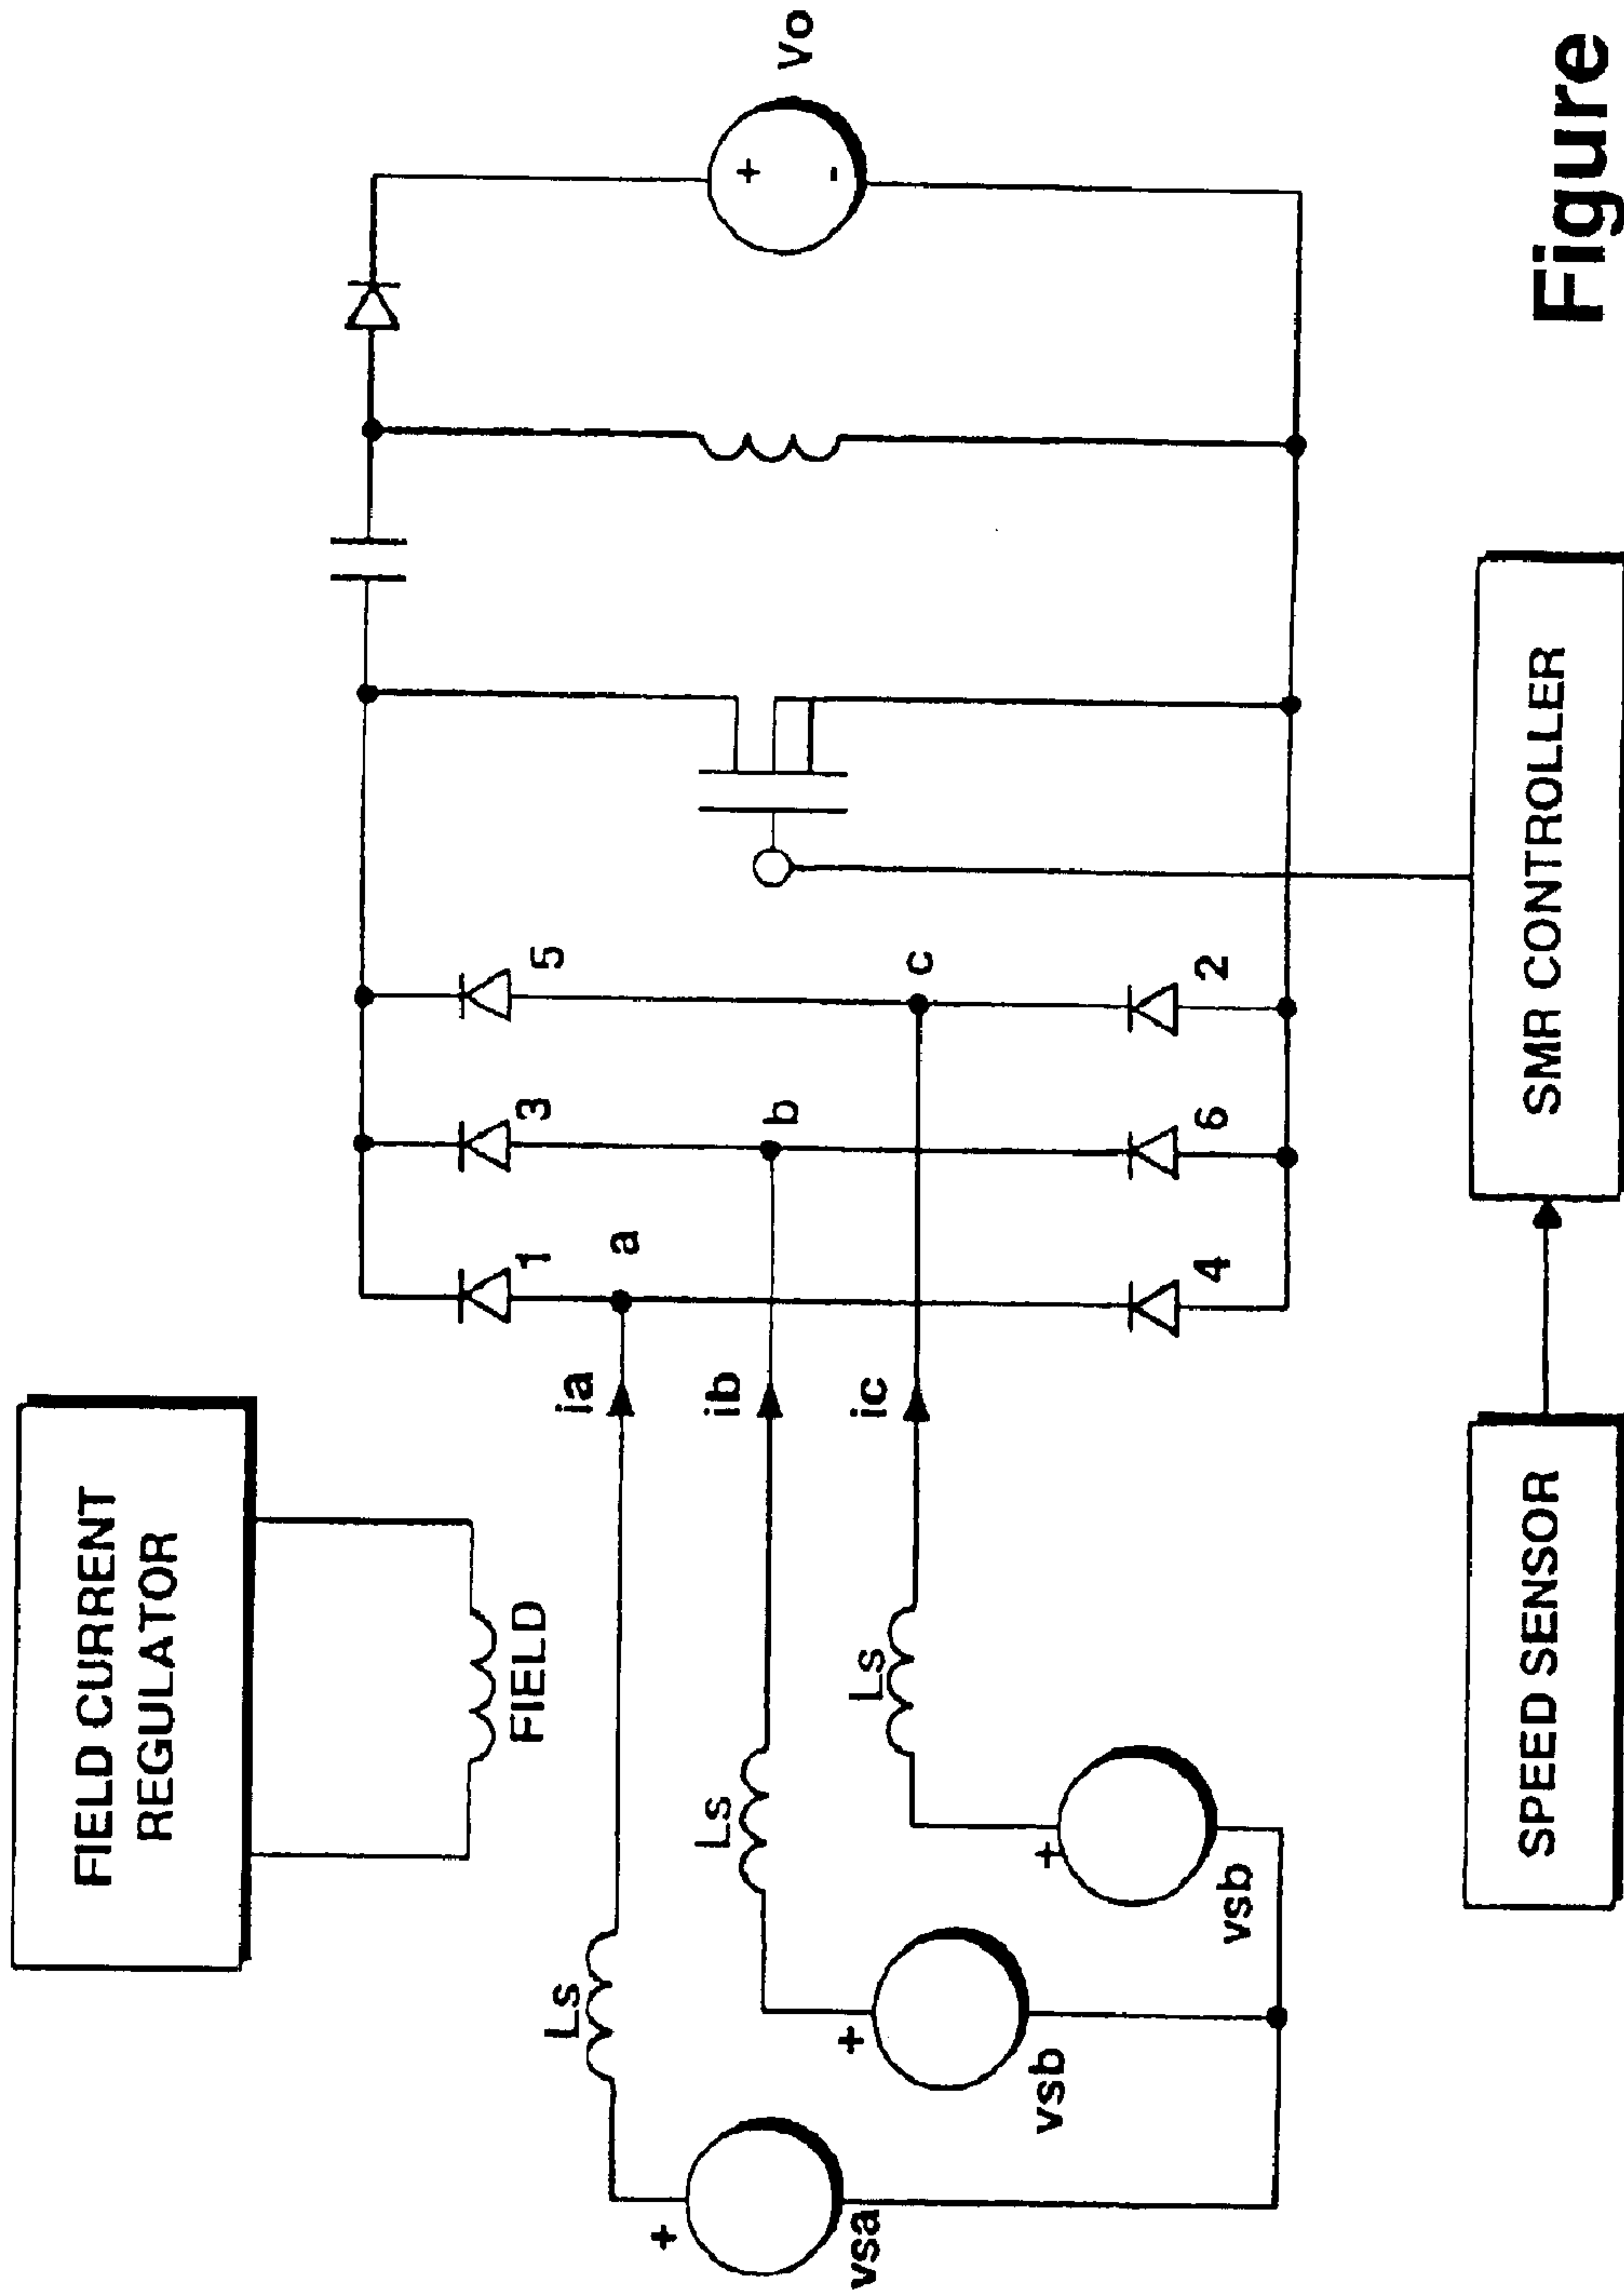 FIELD CURRENT
REGULATOR
FIELD
Ls
ia
1
3
5
a
+
vsa
Ls
ib
b
+
vsb
Ls
ic
c
+
vsb
4
6
2
+
-
Vo
SPEED SENSOR
SMR CONTROLLER
Figure